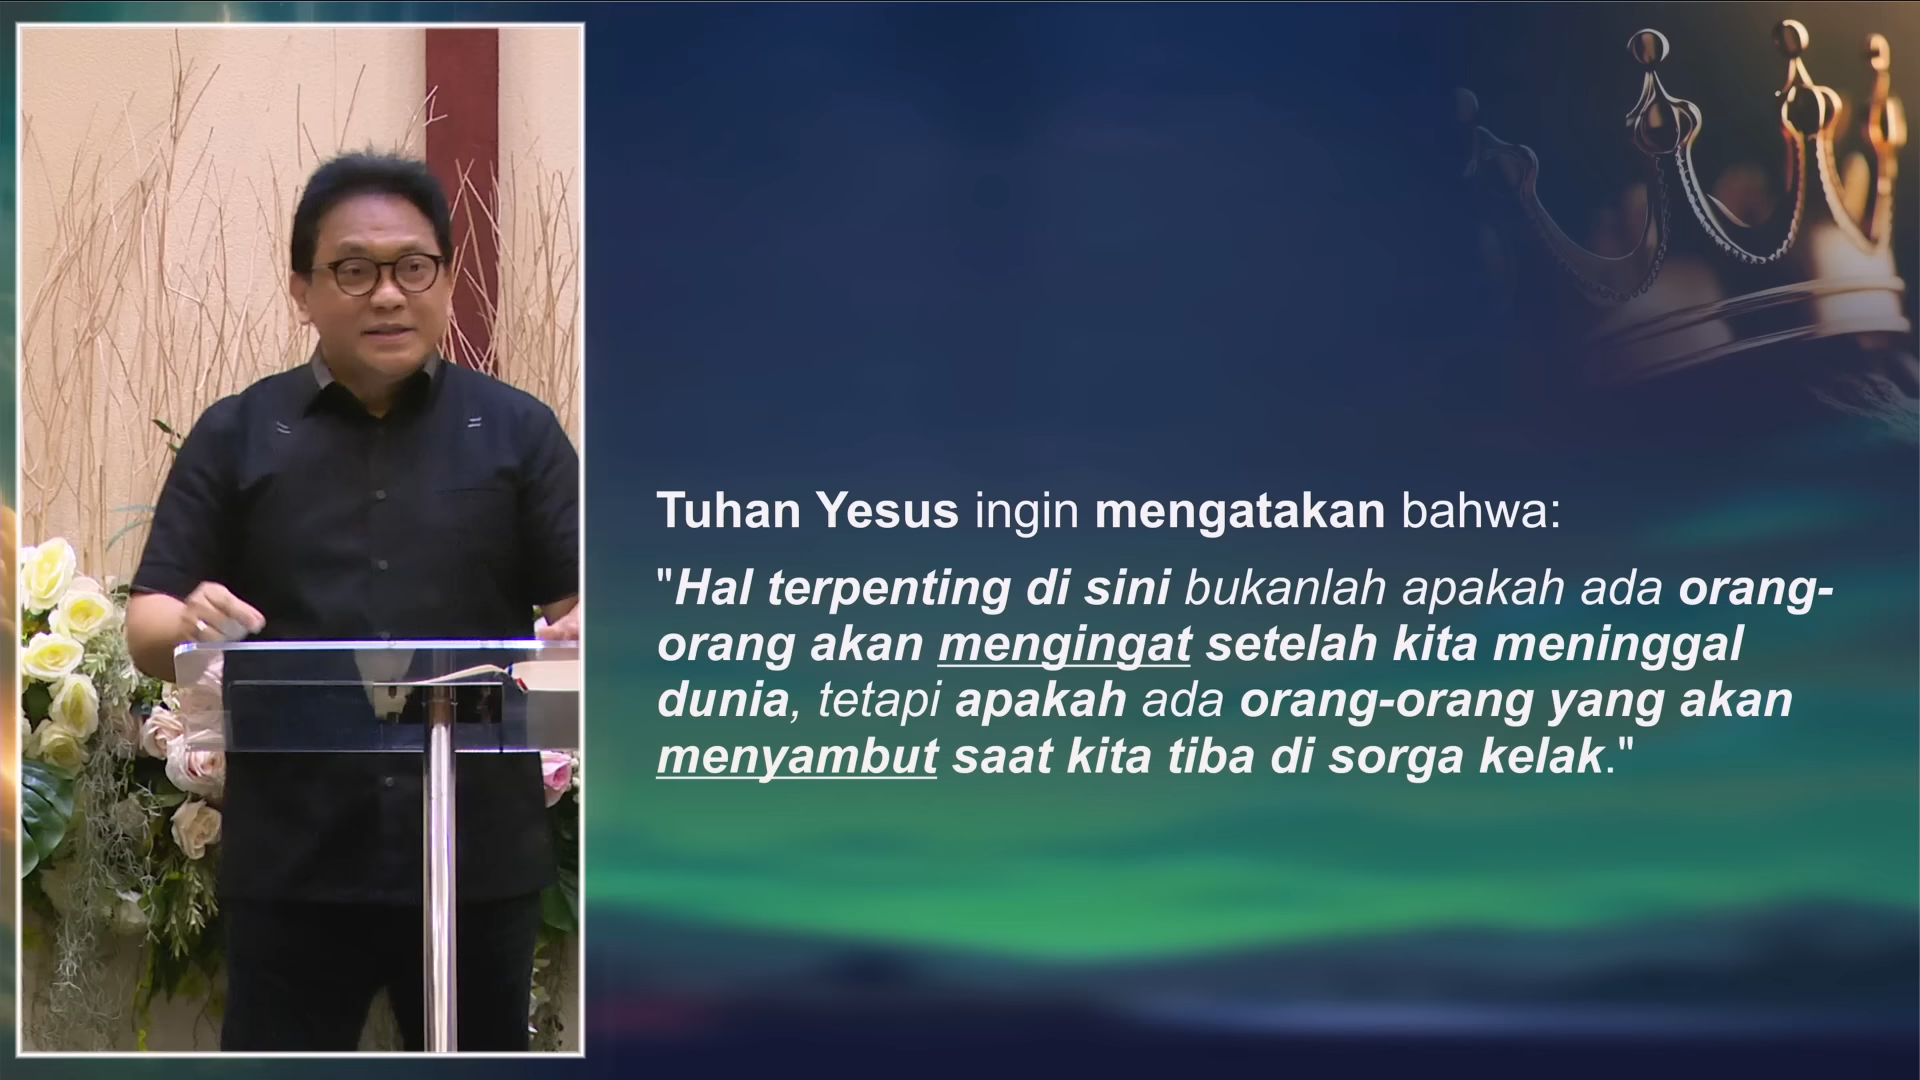 Tuhan Yesus ingin mengatakan bahwa:
"Hal terpenting di sini bukanlah apakah ada orang-
orang akan mengingat setelah kita meninggal
dunia, tetapi apakah ada orang-orang yang akan
menyambut saat kita tiba di sorga kelak."